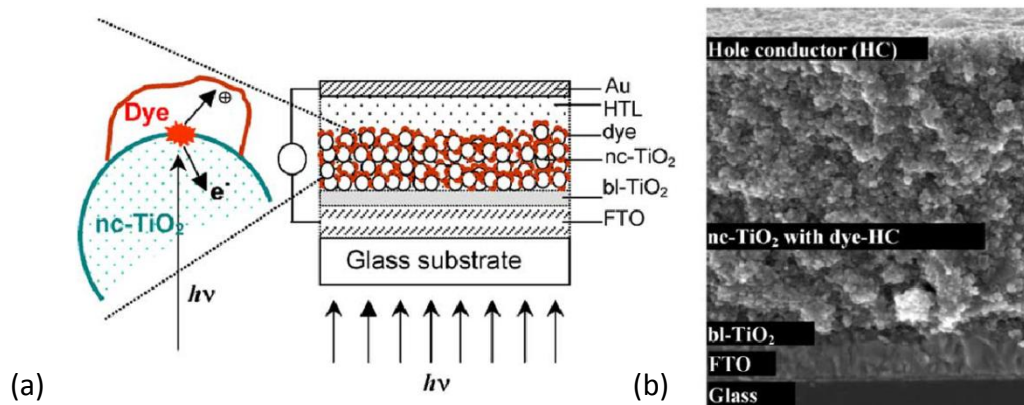 Dye
⊕
e⁻
nc-TiO₂
hν
Au
HTL
dye
nc-TiO₂
bl-TiO₂
FTO
Glass substrate
hν
(a)
Hole conductor (HC)
nc-TiO₂ with dye-HC
bl-TiO₂
FTO
Glass
(b)